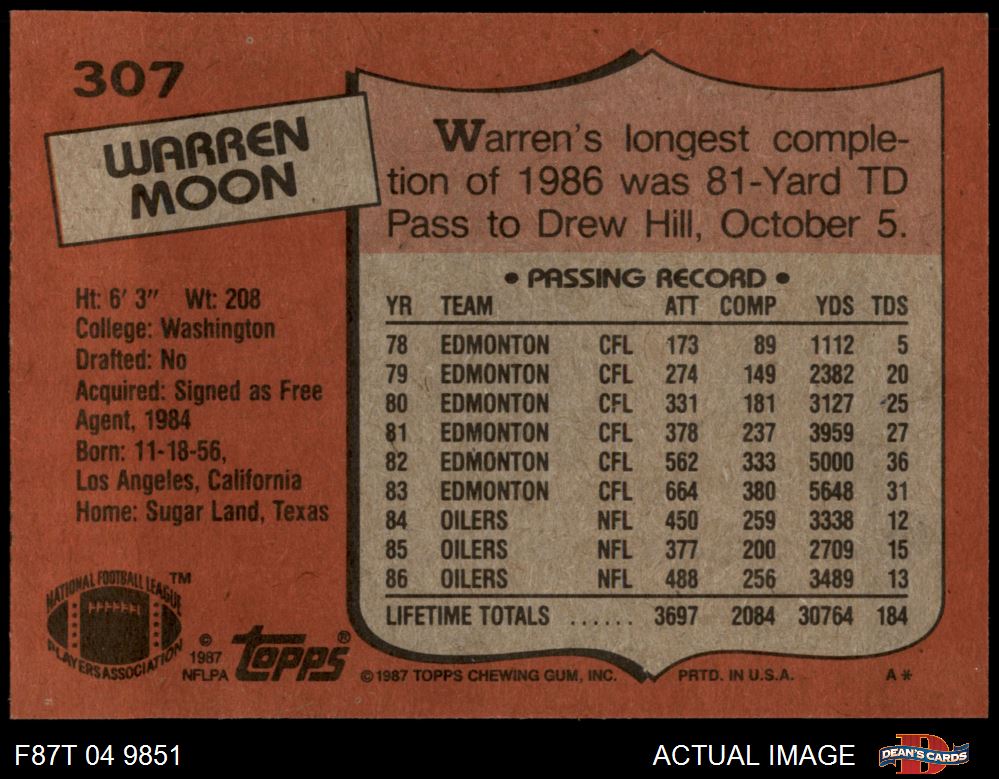 307
WARREN
MOON
Warren's longest comple-
tion of 1986 was 81-Yard TD
Pass to Drew Hill, October 5.
Ht: 6' 3" Wt: 208
College: Washington
Drafted: No
Acquired: Signed as Free
Agent, 1984
Born: 11-18-56,
Los Angeles, California
Home: Sugar Land, Texas
• PASSING RECORD •
YR TEAM ATT COMP YDS TDS
78 EDMONTON CFL 173 89 1112 5
79 EDMONTON CFL 274 149 2382 20
80 EDMONTON CFL 331 181 3127 25
81 EDMONTON CFL 378 237 3959 27
82 EDMONTON CFL 562 333 5000 36
83 EDMONTON CFL 664 380 5648 31
84 OILERS NFL 450 259 3338 12
85 OILERS NFL 377 200 2709 15
86 OILERS NFL 488 256 3489 13
LIFETIME TOTALS ...... 3697 2084 30764 184
NATIONAL FOOTBALL LEAGUE ™
PLAYERS ASSOCIATION
©
1987
NFLPA
topps®
©1987 TOPPS CHEWING GUM, INC. PRTD. IN U.S.A. A*
F87T 04 9851
ACTUAL IMAGE
D
DEAN'S CARDS